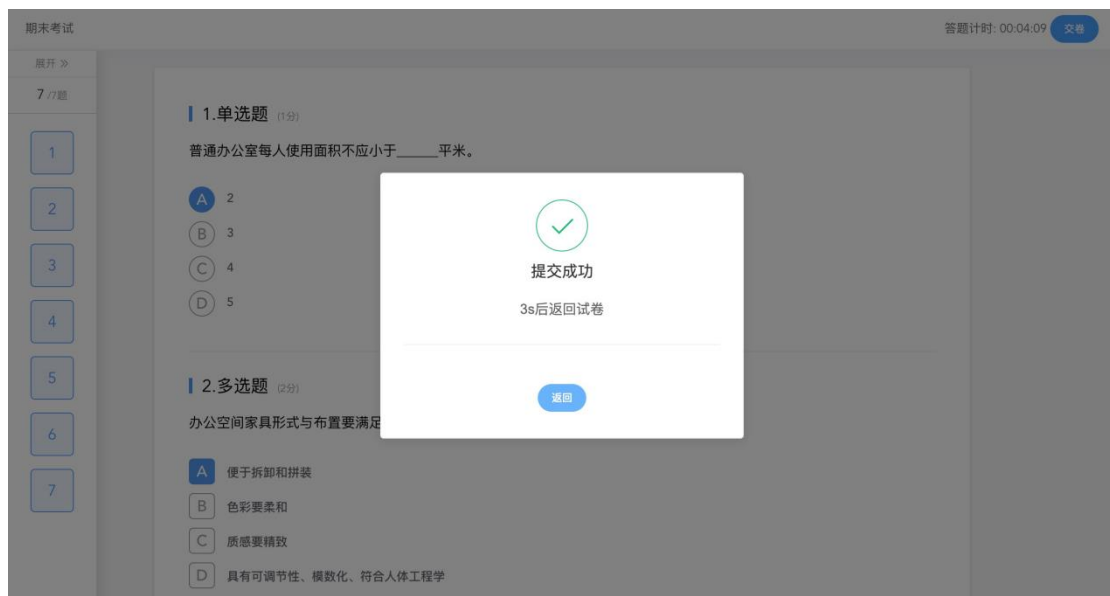 期末考试
答题计时: 00:04:09 交卷
展开 »
7 /7题
1
2
3
4
5
6
7
1.单选题 (1分)
普通办公室每人使用面积不应小于_____平米。
A 2
B 3
C 4
D 5
2.多选题 (2分)
办公空间家具形式与布置要满足
A 便于拆卸和拼装
B 色彩要柔和
C 质感要精致
D 具有可调节性、模数化、符合人体工程学
提交成功
3s后返回试卷
返回